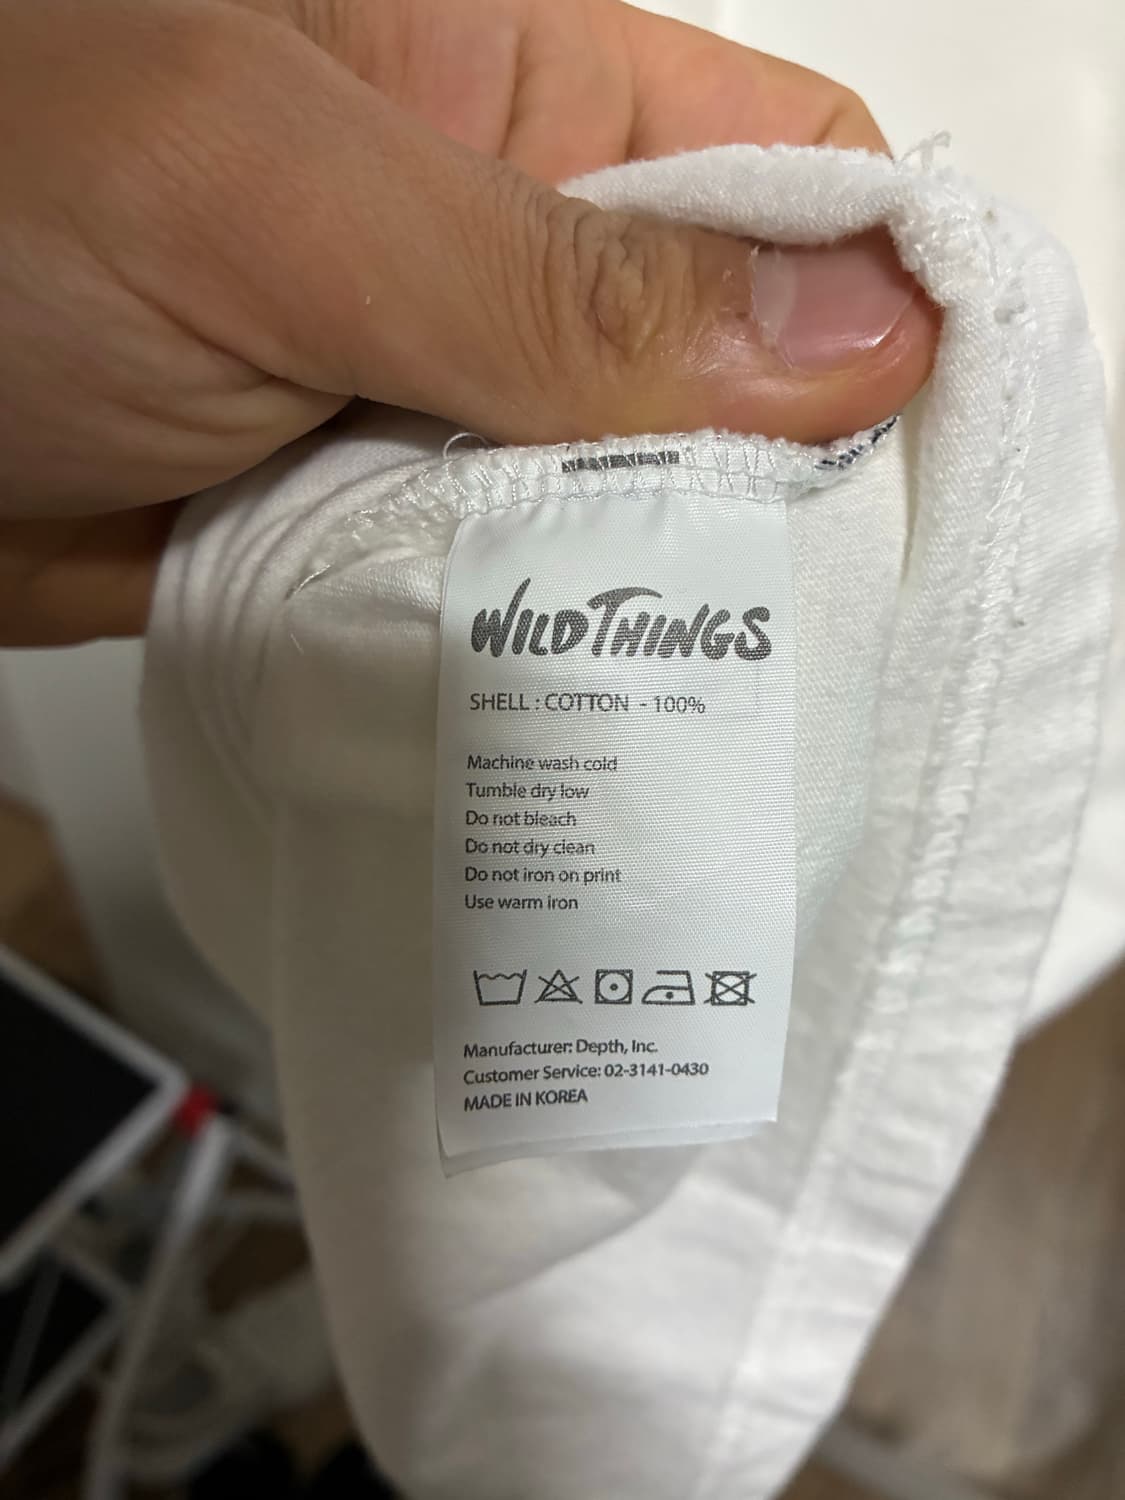 WILDTHINGS
SHELL : COTTON - 100%
Machine wash cold
Tumble dry low
Do not bleach
Do not dry clean
Do not iron on print
Use warm iron
Manufacturer: Depth, Inc.
Customer Service: 02-3141-0430
MADE IN KOREA